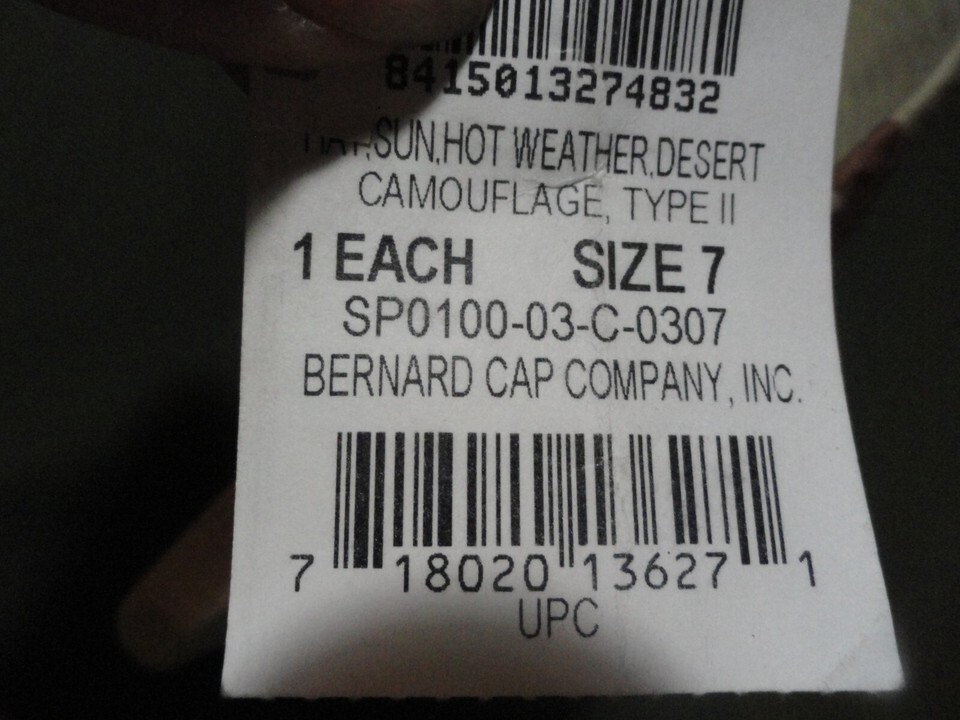 8415013274832
HAT,SUN,HOT WEATHER,DESERT
CAMOUFLAGE, TYPE II
1 EACH SIZE 7
SP0100-03-C-0307
BERNARD CAP COMPANY, INC.
7 18020 13627 1
UPC